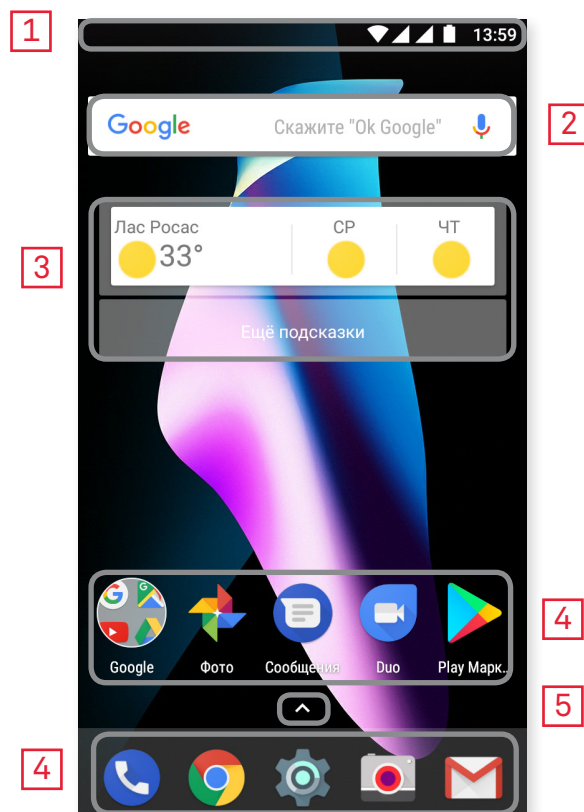 1
13:59
Google
Скажите "Ok Google"
2
3
Лас Росас
33°
СР
ЧТ
Ещё подсказки
Google
Фото
Сообщения
Duo
Play Марк..
4
5
4